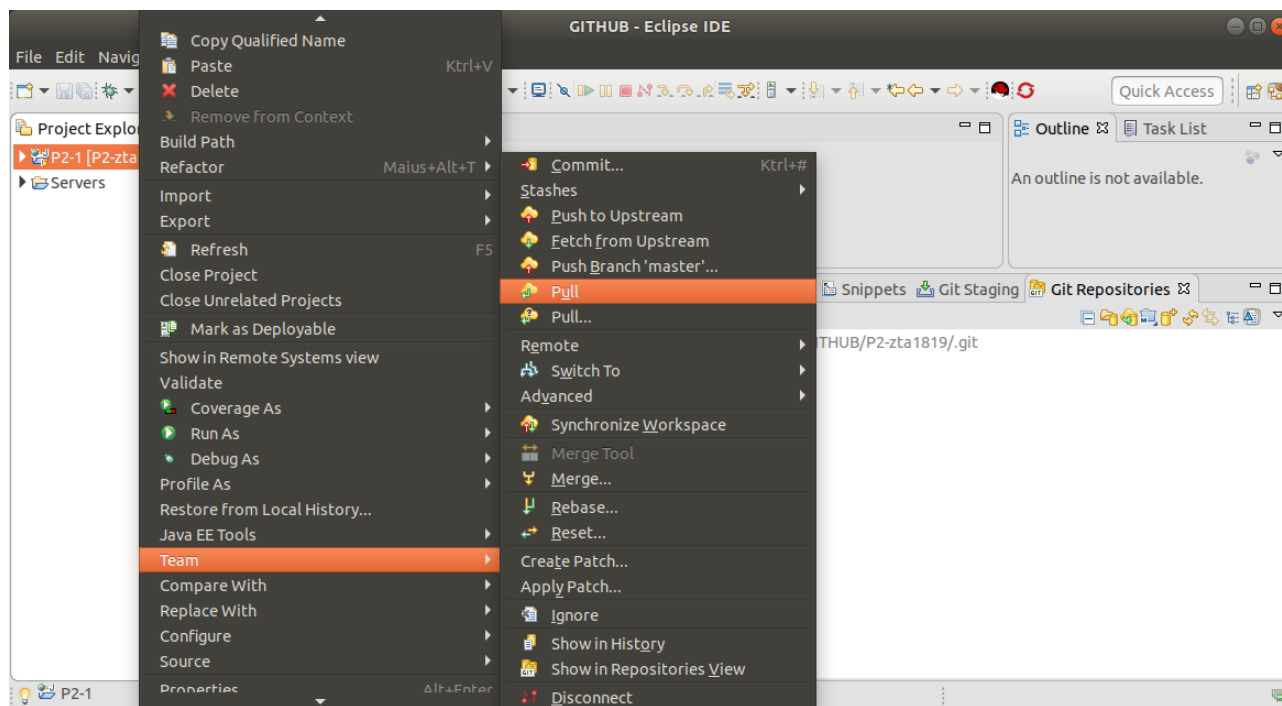 GITHUB - Eclipse IDE
File Edit Navig
Quick Access
Project Explo
P2-1 [P2-zta
Servers
Copy Qualified Name
Paste Ctrl+V
Delete
Remove from Context
Build Path
Refactor Maius+Alt+T
Import
Export
Refresh F5
Close Project
Close Unrelated Projects
Mark as Deployable
Show in Remote Systems view
Validate
Coverage As
Run As
Debug As
Profile As
Restore from Local History...
Java EE Tools
Team
Compare With
Replace With
Configure
Source
Properties Alt+Enter
Commit... Ctrl+#
Stashes
Push to Upstream
Fetch from Upstream
Push Branch 'master'...
Pull
Pull...
Remote
Switch To
Advanced
Synchronize Workspace
Merge Tool
Merge...
Rebase...
Reset...
Create Patch...
Apply Patch...
Ignore
Show in History
Show in Repositories View
Disconnect
Outline Task List
An outline is not available.
Snippets Git Staging Git Repositories
ITHUB/P2-zta1819/.git
P2-1